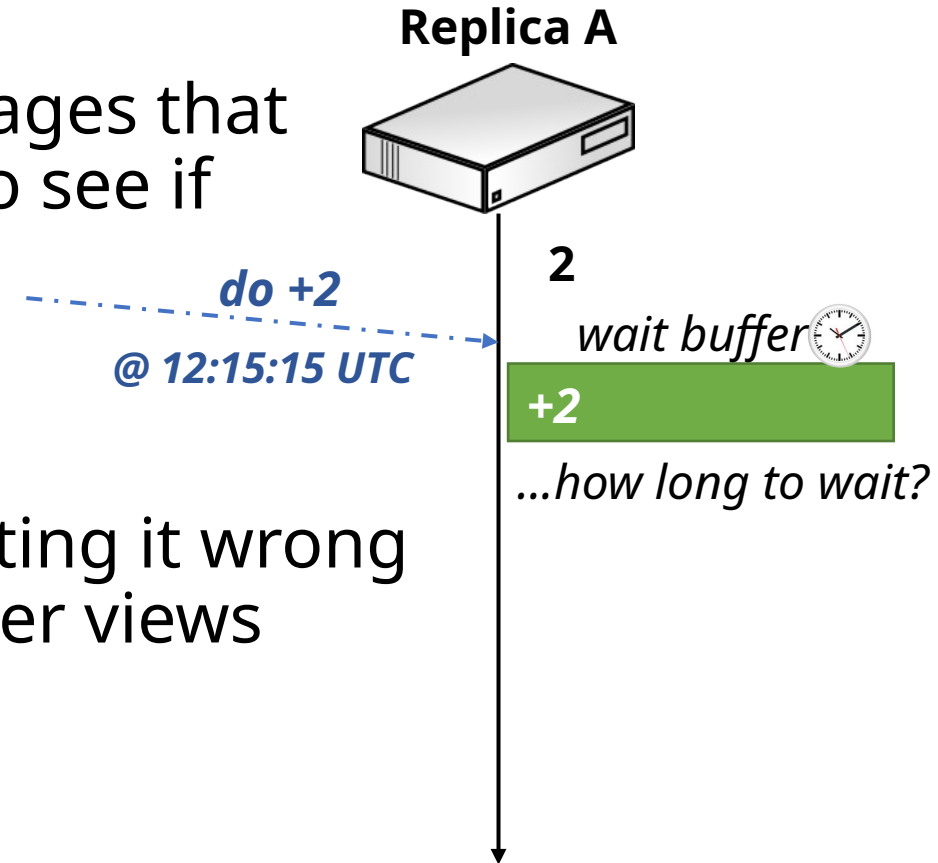 Replica A
ages that
o see if
2
do +2
wait buffer
@ 12:15:15 UTC
+2
...how long to wait?
ting it wrong
er views